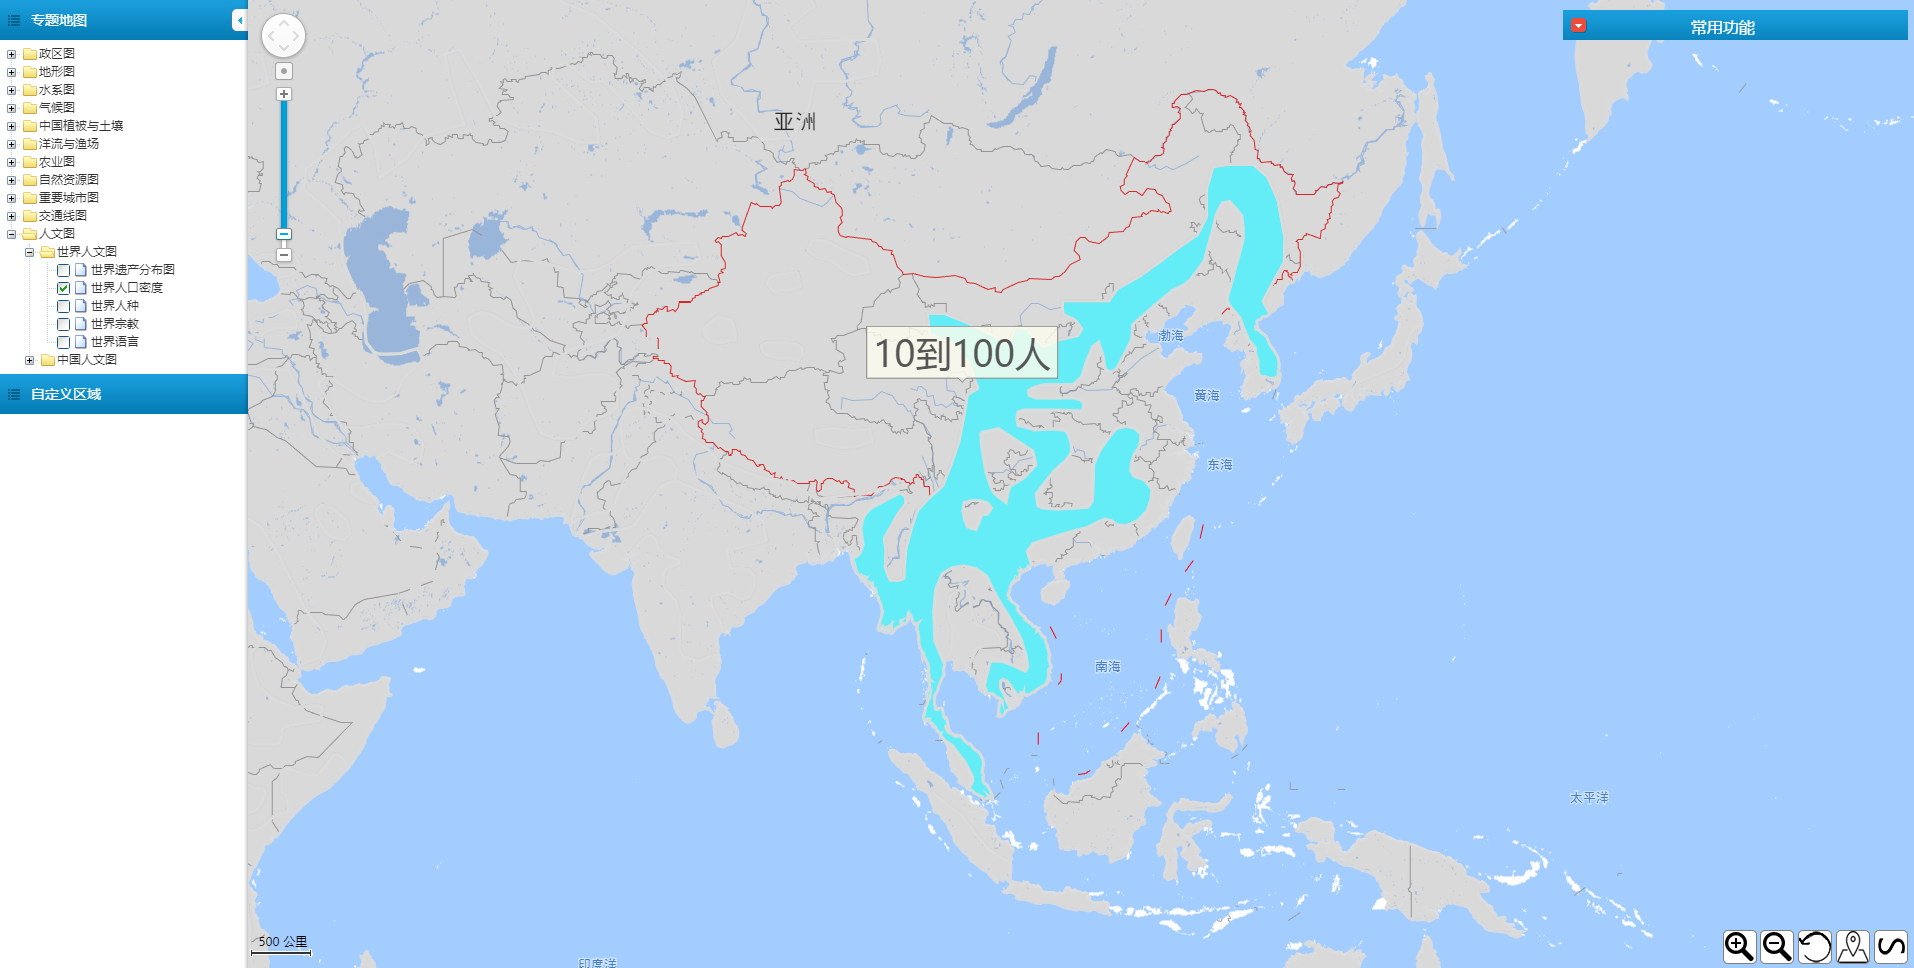 专题地图
政区图
地形图
水系图
气候图
中国植被与土壤
洋流与渔场
农业图
自然资源图
重要城市图
交通线图
人文图
世界人文图
世界遗产分布图
世界人口密度
世界人种
世界宗教
世界语言
中国人文图
自定义区域
常用功能
亚洲
渤海
10到100人
黄海
东海
南海
太平洋
500 公里
印度洋